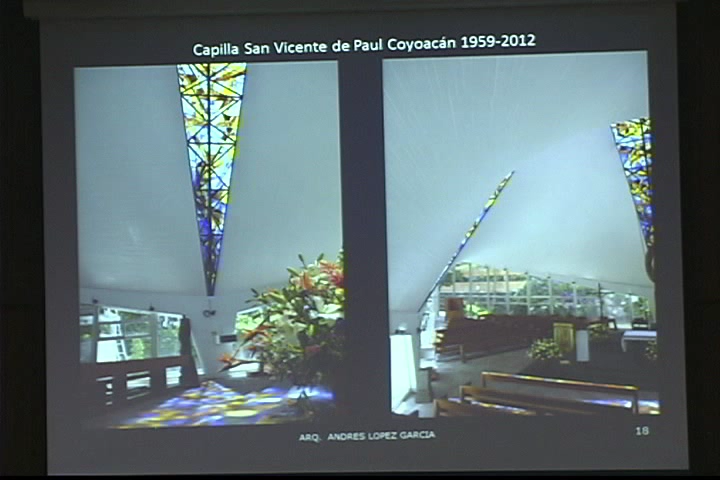 Capilla San Vicente de Paul Coyoacán 1959-2012
ARQ. ANDRES LOPEZ GARCIA
18